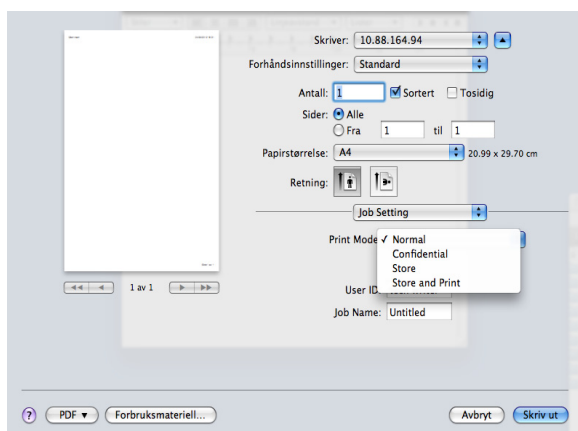 Skriver: 10.88.164.94
Forhåndsinnstillinger: Standard
Antall: 1 Sortert Tosidig
Sider: Alle
Fra 1 til 1
Papirstørrelse: A4 20.99 x 29.70 cm
Retning:
Job Setting
Print Mode ✓ Normal
Confidential
Store
Store and Print
1 av 1
User ID:
Job Name: Untitled
? PDF ▼ Forbruksmateriell... Avbryt Skriv ut